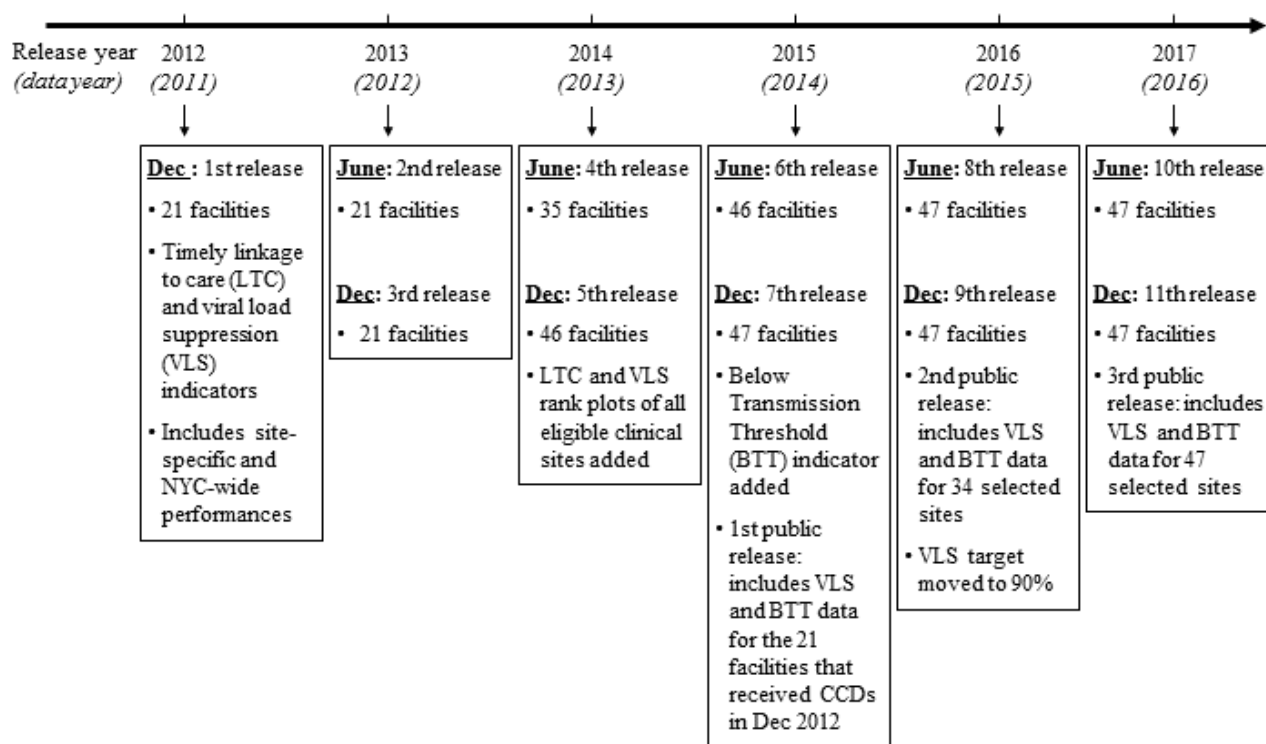 Release year
(data year)
2012
(2011)
2013
(2012)
2014
(2013)
2015
(2014)
2016
(2015)
2017
(2016)
Dec : 1st release
• 21 facilities
• Timely linkage
to care (LTC)
and viral load
suppression
(VLS)
indicators
• Includes site-
specific and
NYC-wide
performances
June: 2nd release
• 21 facilities
Dec: 3rd release
• 21 facilities
June: 4th release
• 35 facilities
Dec: 5th release
• 46 facilities
• LTC and VLS
rank plots of all
eligible clinical
sites added
June: 6th release
• 46 facilities
Dec: 7th release
• 47 facilities
• Below
Transmission
Threshold
(BTT) indicator
added
• 1st public
release:
includes VLS
and BTT data
for the 21
facilities that
received CCDs
in Dec 2012
June: 8th release
• 47 facilities
Dec: 9th release
• 47 facilities
• 2nd public
release:
includes VLS
and BTT data
for 34 selected
sites
• VLS target
moved to 90%
June: 10th release
• 47 facilities
Dec: 11th release
• 47 facilities
• 3rd public
release: includes
VLS and BTT
data for 47
selected sites